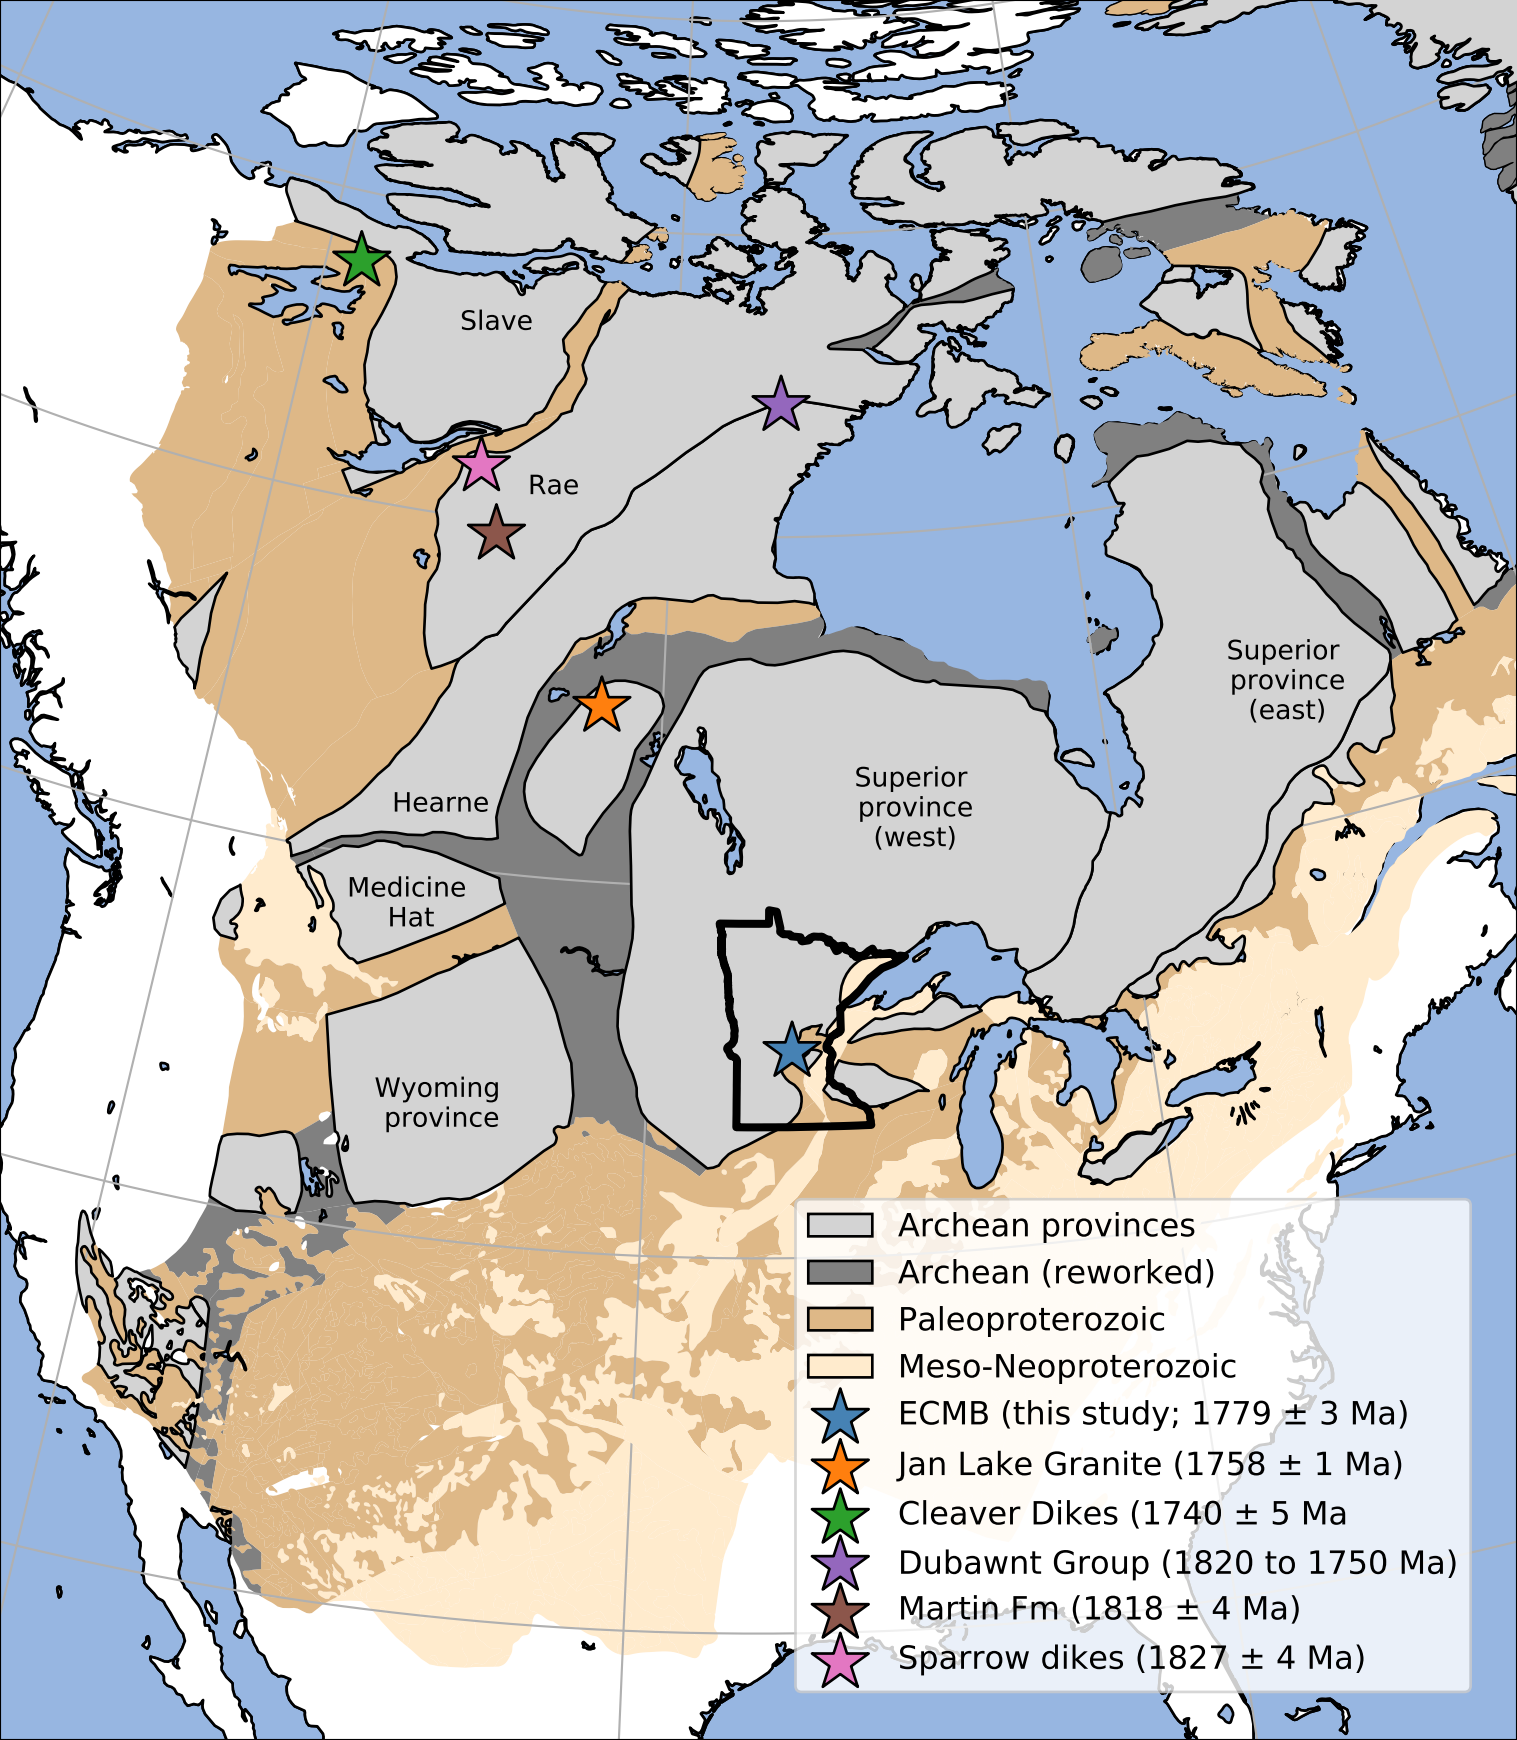 Slave
Rae
Superior
province
(east)
Superior
province
(west)
Hearne
Medicine
Hat
Wyoming
province
Archean provinces
Archean (reworked)
Paleoproterozoic
Meso-Neoproterozoic
ECMB (this study; 1779 ± 3 Ma)
Jan Lake Granite (1758 ± 1 Ma)
Cleaver Dikes (1740 ± 5 Ma
Dubawnt Group (1820 to 1750 Ma)
Martin Fm (1818 ± 4 Ma)
Sparrow dikes (1827 ± 4 Ma)